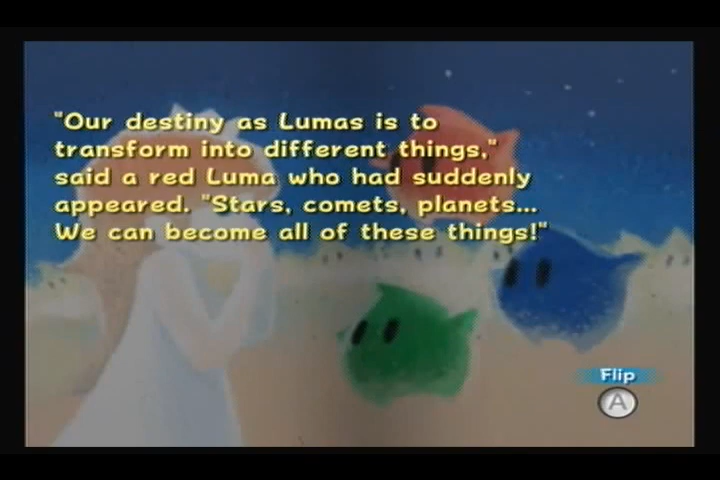 "Our destiny as Lumas is to
transform into different things,"
said a red Luma who had suddenly
appeared. "Stars, comets, planets...
We can become all of these things!"
Flip
A